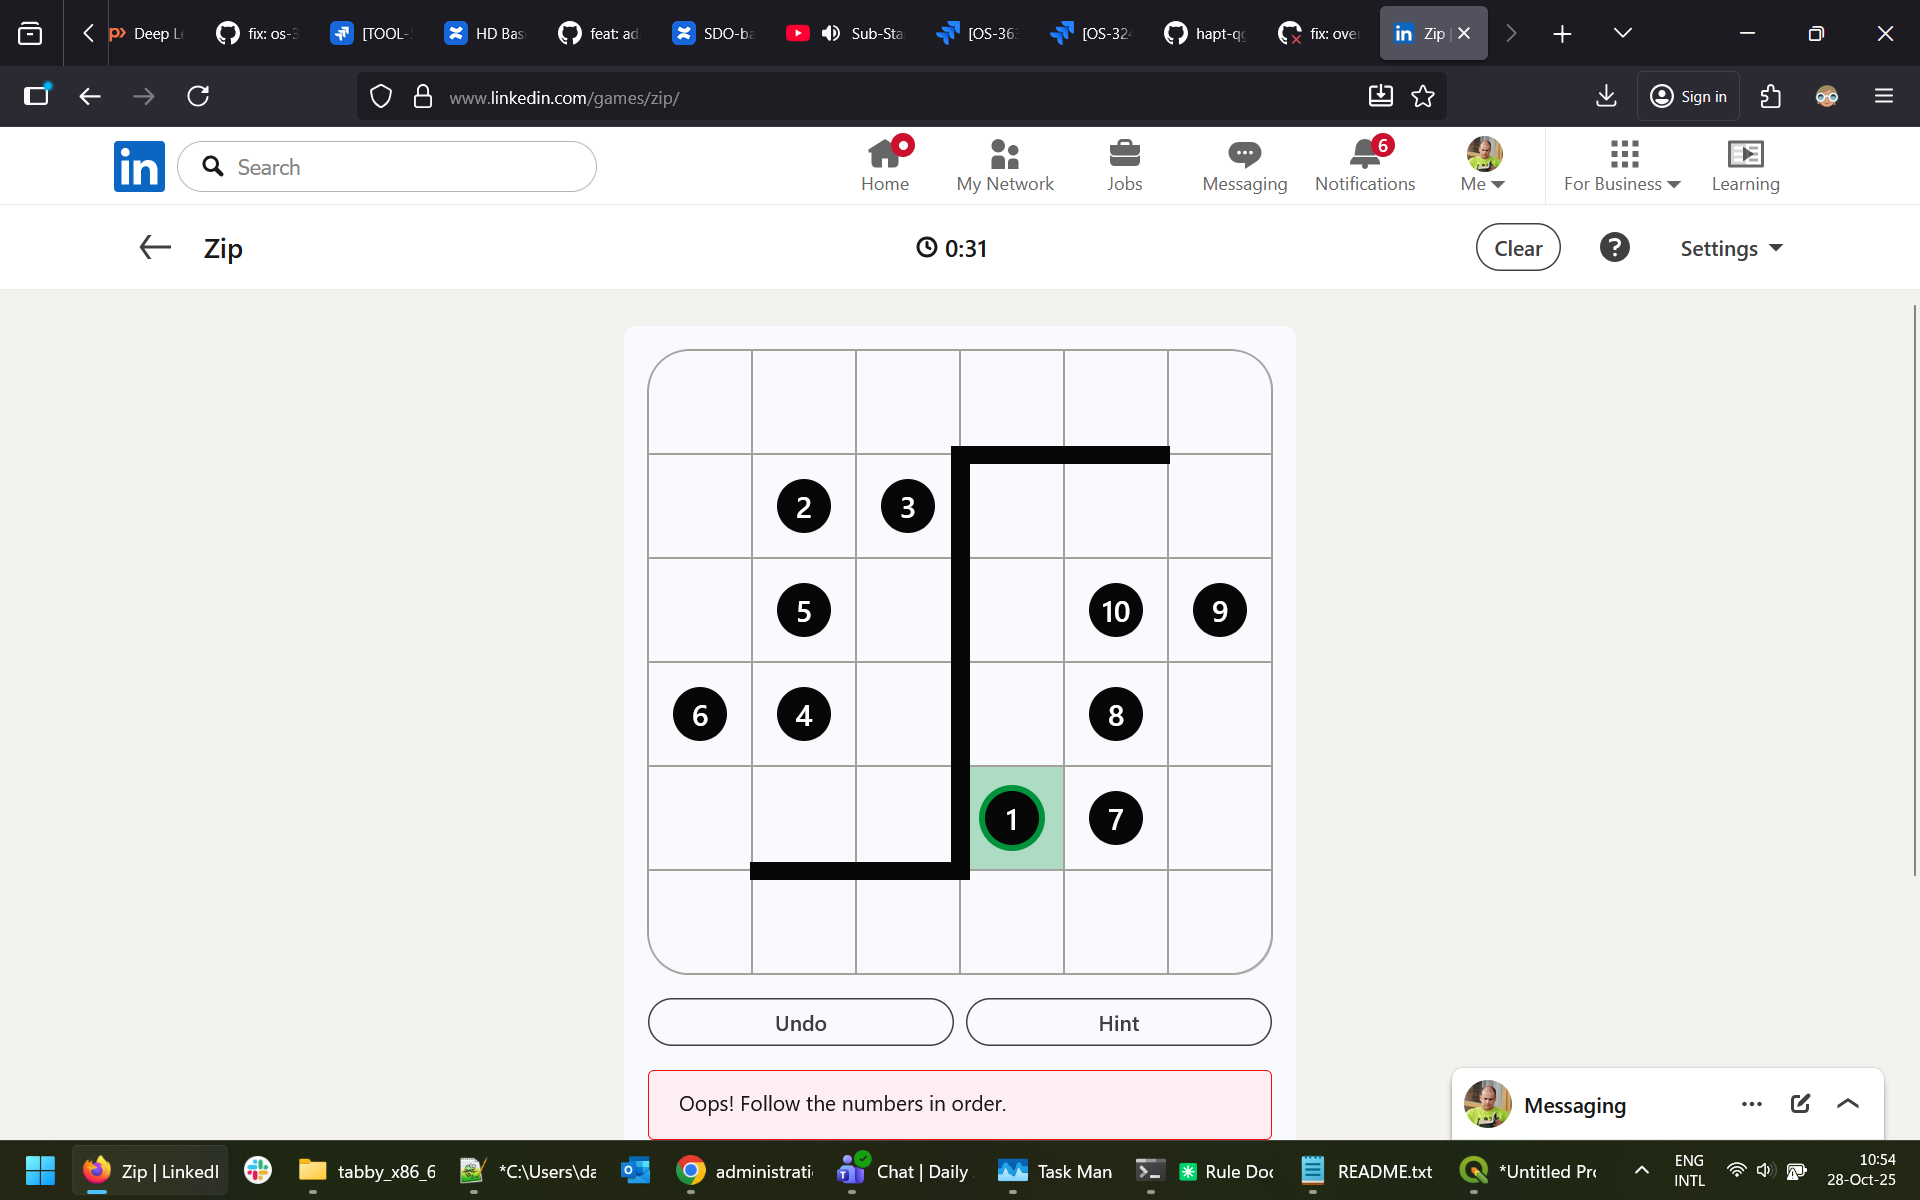 Deep Le
fix: os-3
[TOOL-
HD Bas
feat: ad
SDO-ba
Sub-Sta
[OS-363
[OS-324
hapt-qg
fix: over
Zip |
www.linkedin.com/games/zip/
Sign in
in
Search
Home
My Network
Jobs
Messaging
6
Notifications
Me
For Business
Learning
Zip
0:31
Clear
?
Settings
2
3
5
10
9
6
4
8
1
7
Undo
Hint
Oops! Follow the numbers in order.
Messaging
Zip | LinkedI
tabby_x86_6
*C:\Users\da
administrati
Chat | Daily
Task Man
Rule Doc
README.txt
*Untitled Pro
ENG
INTL
10:54
28-Oct-25